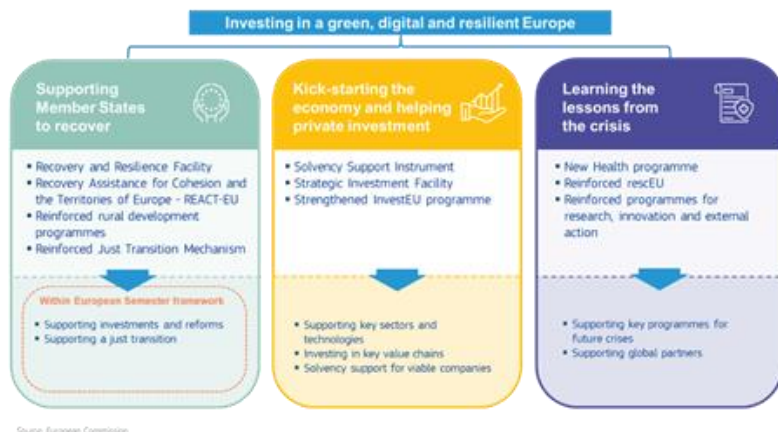 Investing in a green, digital and resilient Europe
Supporting
Member States
to recover
▪ Recovery and Resilience Facility
▪ Recovery Assistance for Cohesion and
the Territories of Europe - REACT-EU
▪ Reinforced rural development
programmes
▪ Reinforced Just Transition Mechanism
Within European Semester framework
▪ Supporting investments and reforms
▪ Supporting a just transition
Kick-starting the
economy and helping
private investment
▪ Solvency Support Instrument
▪ Strategic Investment Facility
▪ Strengthened InvestEU programme
▪ Supporting key sectors and
technologies
▪ Investing in key value chains
▪ Solvency support for viable companies
Learning the
lessons from
the crisis
▪ New Health programme
▪ Reinforced rescEU
▪ Reinforced programmes for
research, innovation and external
action
▪ Supporting key programmes for
future crises
▪ Supporting global partners
Source: European Commission